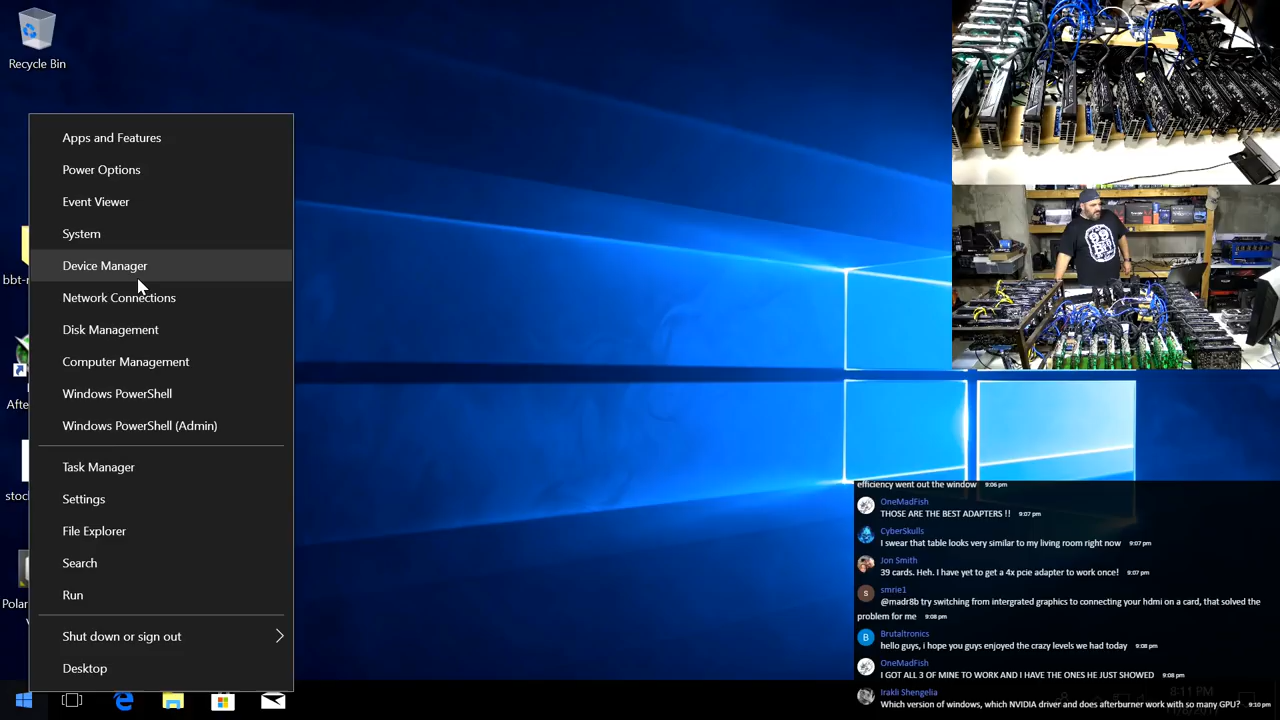 Recycle Bin
Apps and Features
Power Options
Event Viewer
System
Device Manager
Network Connections
Disk Management
Computer Management
Windows PowerShell
Windows PowerShell (Admin)
Task Manager
Settings
File Explorer
Search
Run
Shut down or sign out
Desktop
efficiency went out the window 9:06 pm
OneMadFish
THOSE ARE THE BEST ADAPTERS !! 9:07 pm
CyberSkulls
I swear that table looks very similar to my living room right now 9:07 pm
Jon Smith
39 cards. Heh. I have yet to get a 4x pcie adapter to work once! 9:07 pm
smrie1
@madr8b try switching from intergrated graphics to connecting your hdmi on a card, that solved the
problem for me 9:08 pm
Brutaltronics
hello guys, i hope you guys enjoyed the crazy levels we had today 9:08 pm
OneMadFish
I GOT ALL 3 OF MINE TO WORK AND I HAVE THE ONES HE JUST SHOWED 9:08 pm
Irakli Shengelia
Which version of windows, which NVIDIA driver and does afterburner work with so many GPU? 9:10 pm
8:11 PM